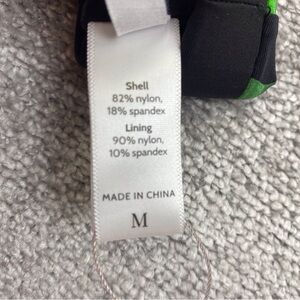 Shell
82% nylon,
18% spandex
Lining
90% nylon,
10% spandex
MADE IN CHINA
M